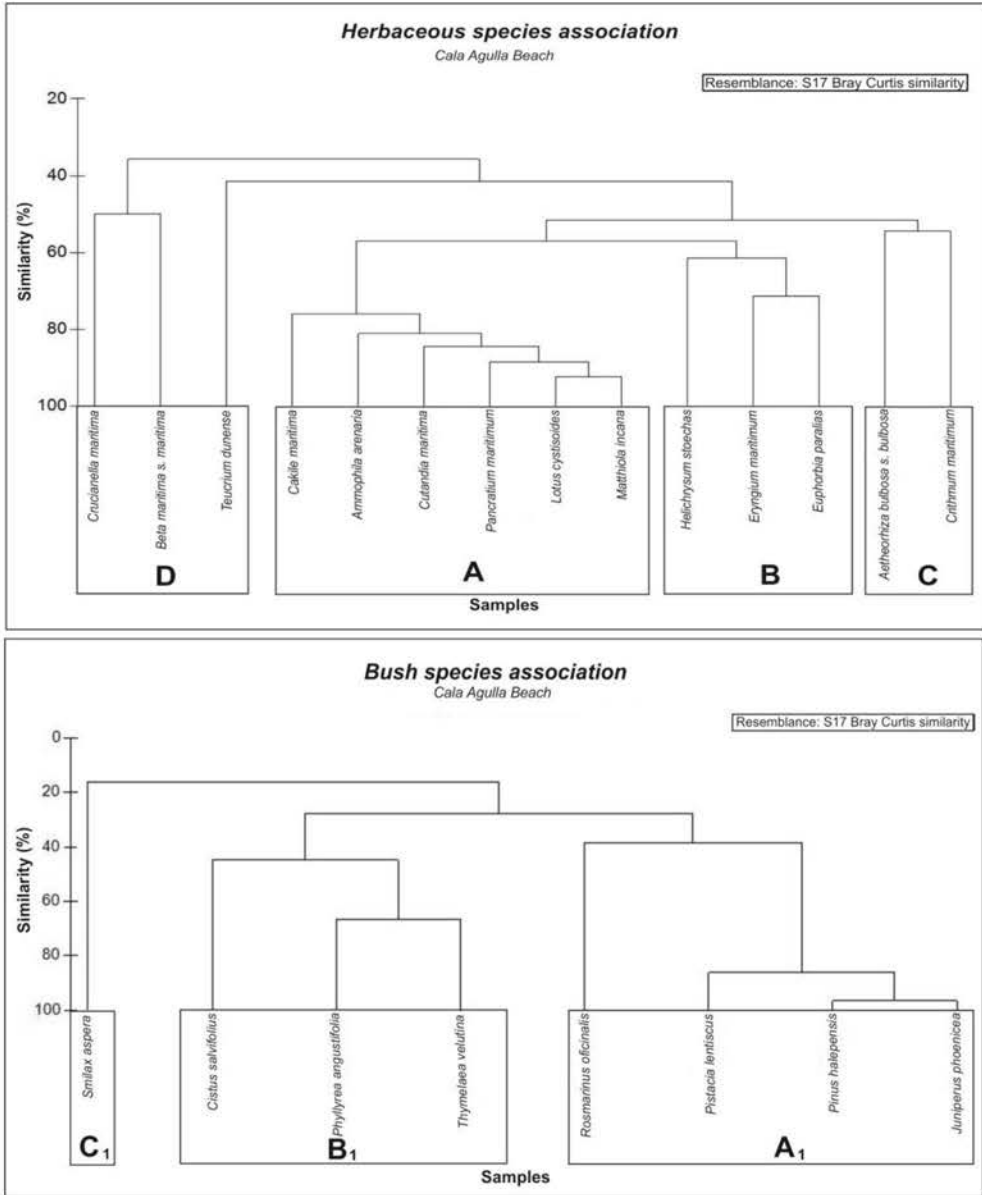 Herbaceous species association
Cala Agulla Beach
Resemblance: S17 Bray Curtis similarity
Similarity (%)
20
40
60
80
100
Crucianella maritima
Beta maritima s. maritima
Teucrium dunense
Cakile maritima
Ammophila arenaria
Cutandia maritima
Pancratium maritimum
Lotus cystisoides
Matthiola incana
Helichrysum stoechas
Eryngium maritimum
Euphorbia paralias
Aetheorhiza bulbosa s. bulbosa
Crithmum maritimum
D
A
B
C
Samples
Bush species association
Cala Agulla Beach
Resemblance: S17 Bray Curtis similarity
Similarity (%)
0
20
40
60
80
100
Smilax aspera
Cistus salvifolius
Phyllyrea angustifolia
Thymelaea velutina
Rosmarinus oficinalis
Pistacia lentiscus
Pinus halepensis
Juniperus phoenicea
C1
B1
A1
Samples